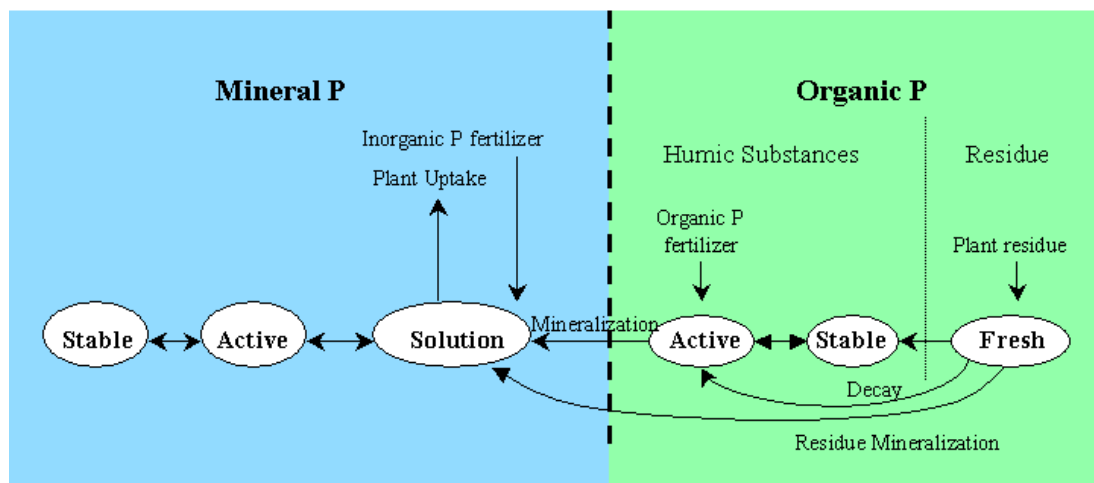 Mineral P
Organic P
Inorganic P fertilizer
Plant Uptake
Humic Substances
Residue
Organic P
fertilizer
Plant residue
Stable
Active
Solution
Mineralization
Active
Stable
Fresh
Decay
Residue Mineralization